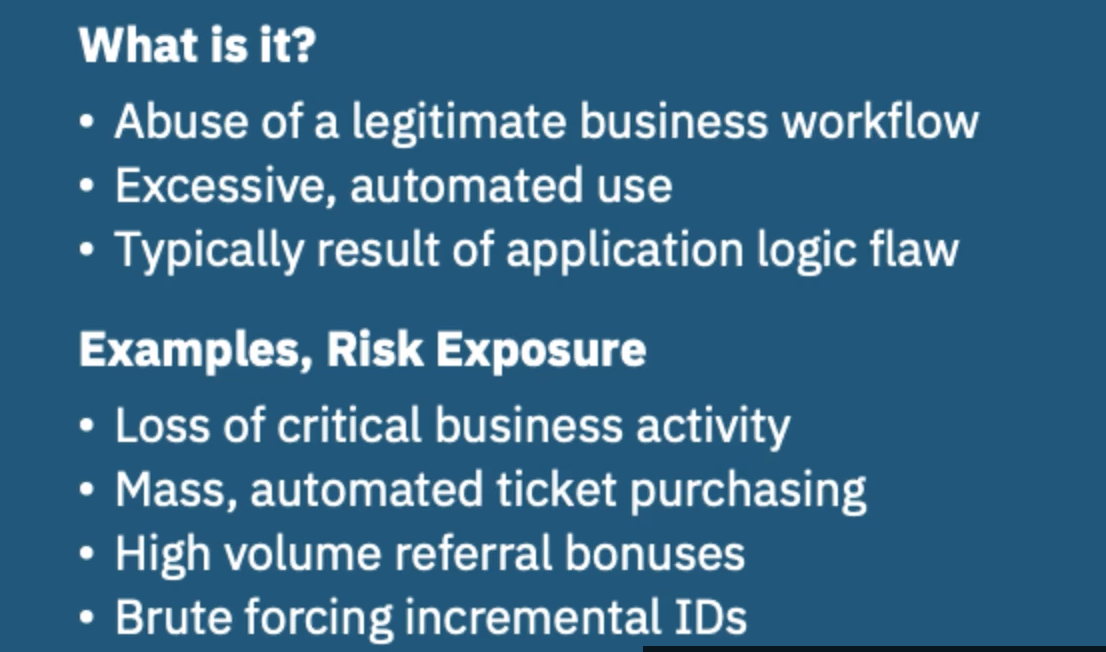 What is it?
• Abuse of a legitimate business workflow
• Excessive, automated use
• Typically result of application logic flaw
Examples, Risk Exposure
• Loss of critical business activity
• Mass, automated ticket purchasing
• High volume referral bonuses
• Brute forcing incremental IDs